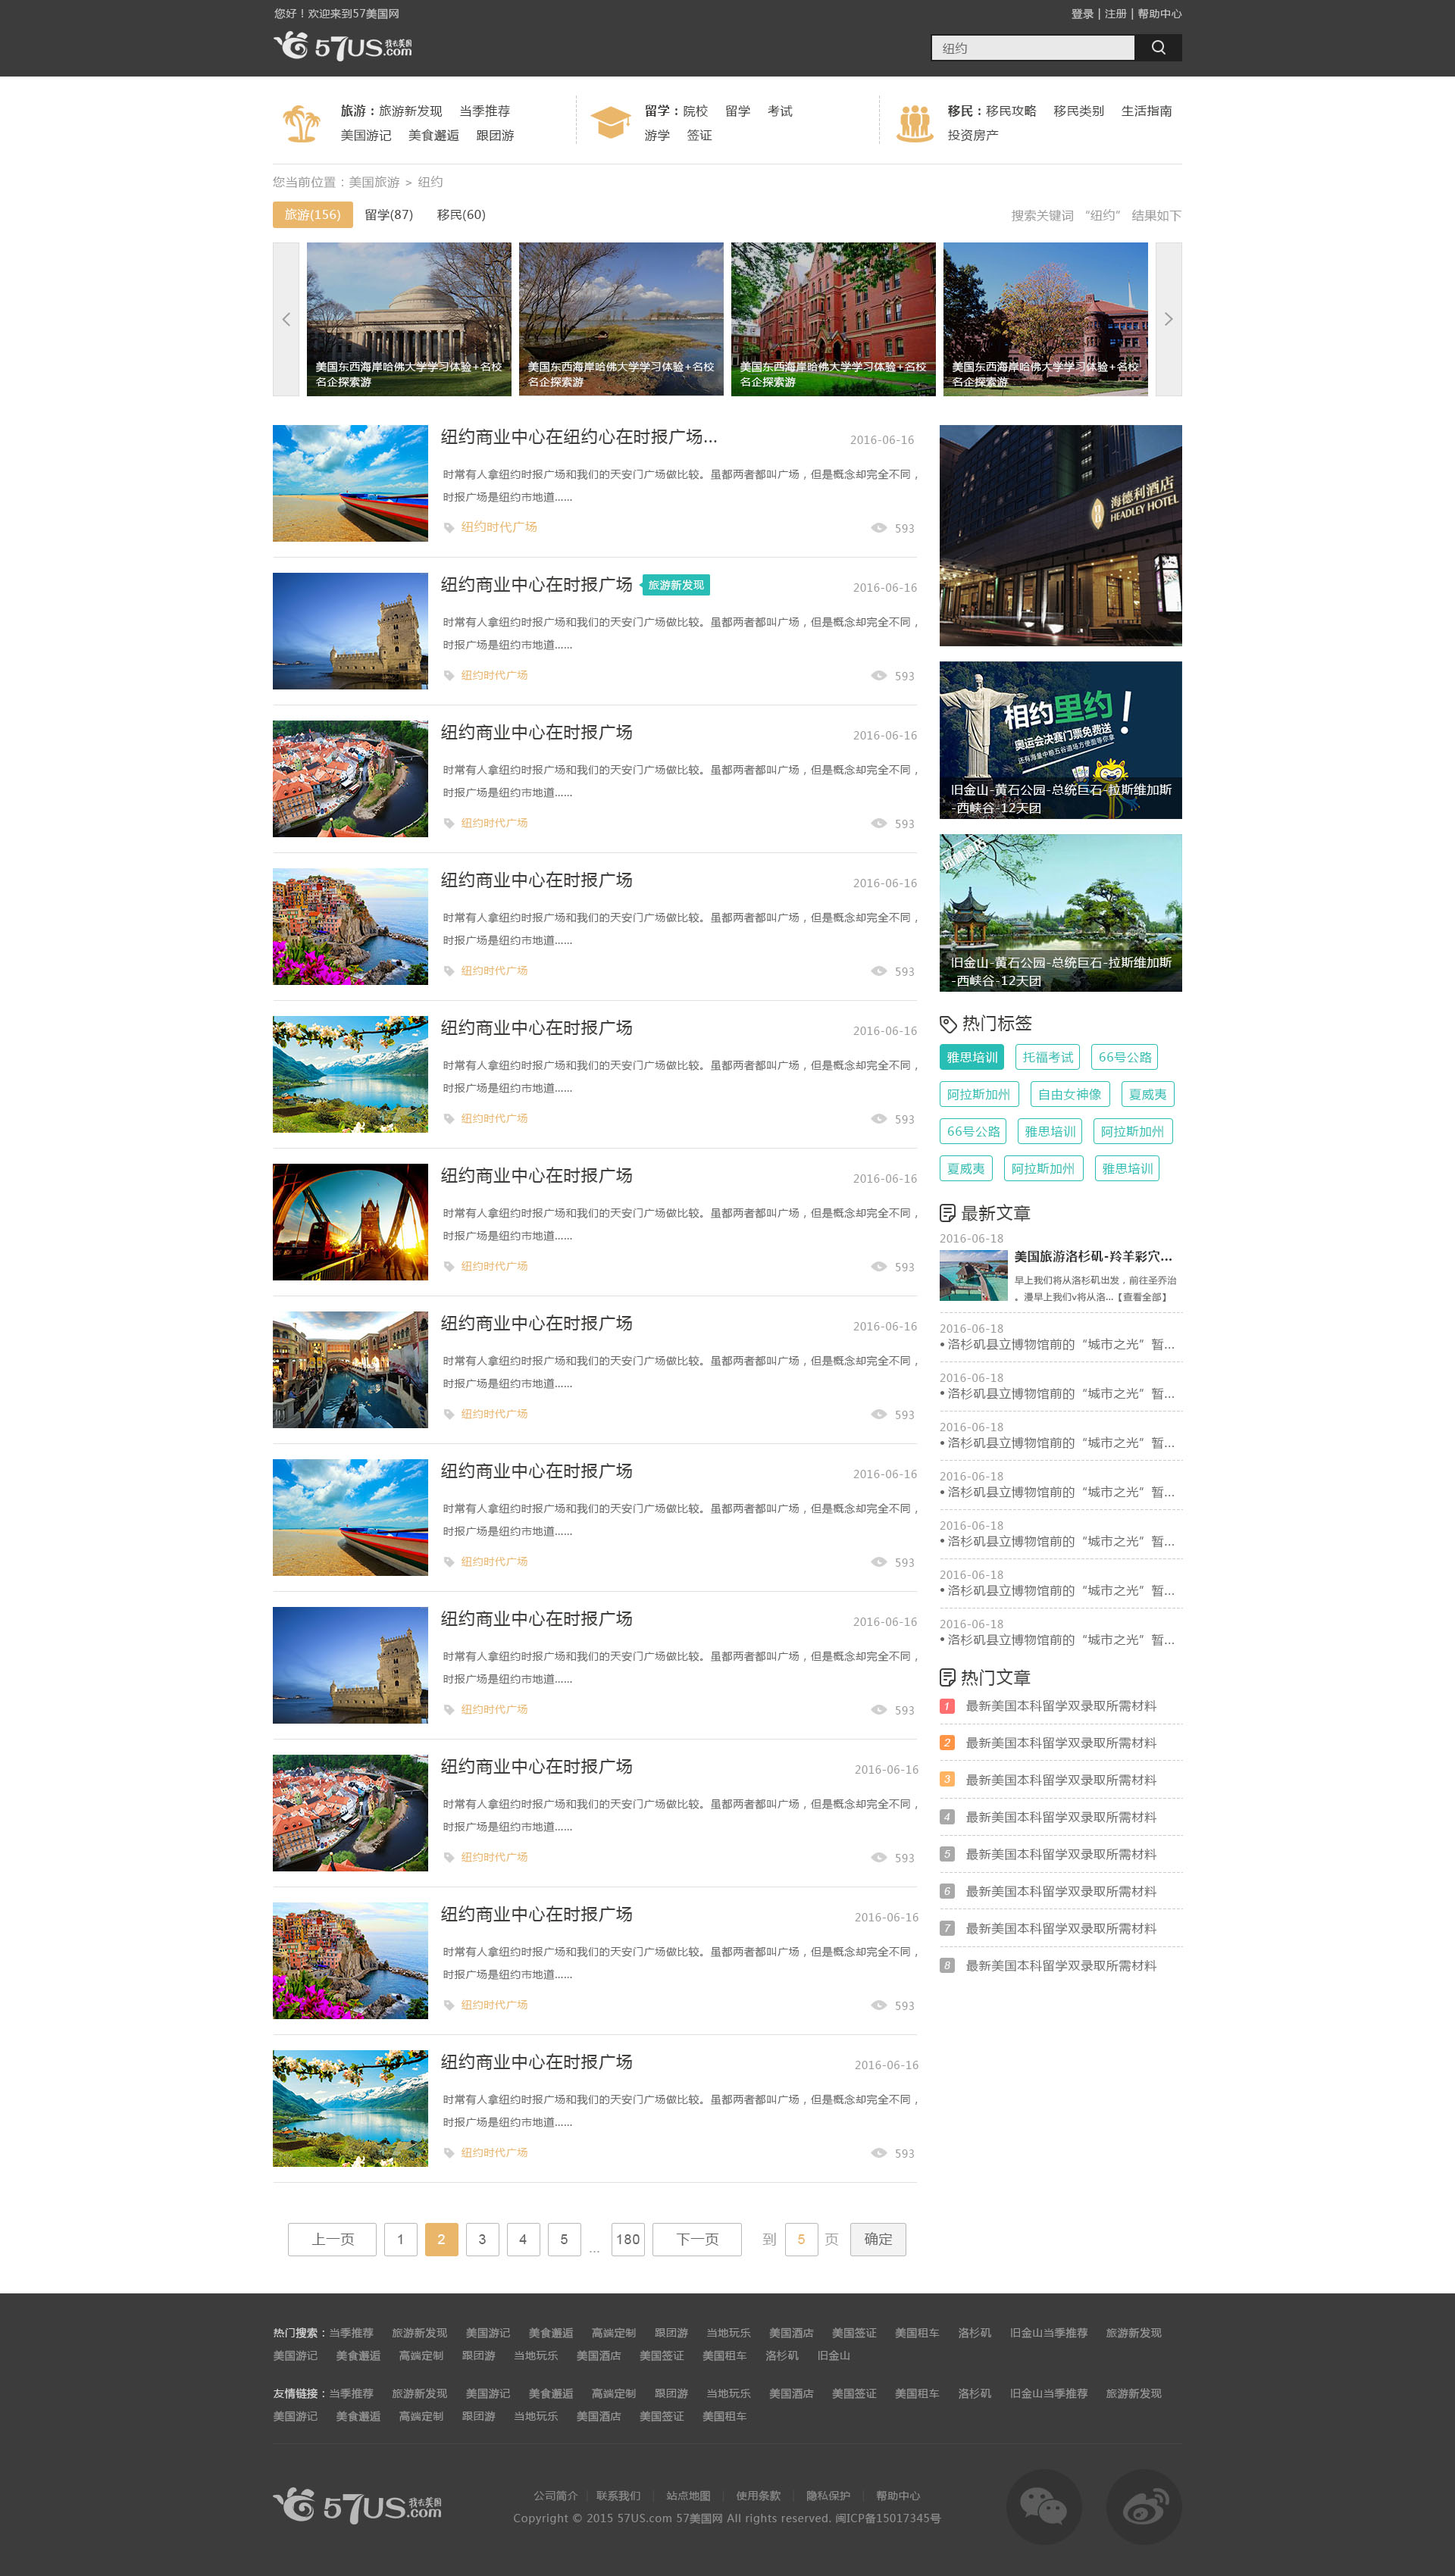 您好！欢迎来到57美国网
登录 | 注册 | 帮助中心
57US.com 我去美国
纽约
旅游：旅游新发现 当季推荐
美国游记 美食邂逅 跟团游
留学：院校 留学 考试
游学 签证
移民：移民攻略 移民类别 生活指南
投资房产
您当前位置：美国旅游 > 纽约
旅游(156) 留学(87) 移民(60)
搜索关键词 “纽约” 结果如下
美国东西海岸哈佛大学学习体验+名校
名企探索游
美国东西海岸哈佛大学学习体验+名校
名企探索游
美国东西海岸哈佛大学学习体验+名校
名企探索游
美国东西海岸哈佛大学学习体验+名校
名企探索游
纽约商业中心在纽约心在时报广场...
2016-06-16
时常有人拿纽约时报广场和我们的天安门广场做比较。虽都两者都叫广场，但是概念却完全不同，
时报广场是纽约市地道......
纽约时代广场
593
纽约商业中心在时报广场 旅游新发现
2016-06-16
时常有人拿纽约时报广场和我们的天安门广场做比较。虽都两者都叫广场，但是概念却完全不同，
时报广场是纽约市地道......
纽约时代广场
593
纽约商业中心在时报广场
2016-06-16
时常有人拿纽约时报广场和我们的天安门广场做比较。虽都两者都叫广场，但是概念却完全不同，
时报广场是纽约市地道......
纽约时代广场
593
纽约商业中心在时报广场
2016-06-16
时常有人拿纽约时报广场和我们的天安门广场做比较。虽都两者都叫广场，但是概念却完全不同，
时报广场是纽约市地道......
纽约时代广场
593
纽约商业中心在时报广场
2016-06-16
时常有人拿纽约时报广场和我们的天安门广场做比较。虽都两者都叫广场，但是概念却完全不同，
时报广场是纽约市地道......
纽约时代广场
593
纽约商业中心在时报广场
2016-06-16
时常有人拿纽约时报广场和我们的天安门广场做比较。虽都两者都叫广场，但是概念却完全不同，
时报广场是纽约市地道......
纽约时代广场
593
纽约商业中心在时报广场
2016-06-16
时常有人拿纽约时报广场和我们的天安门广场做比较。虽都两者都叫广场，但是概念却完全不同，
时报广场是纽约市地道......
纽约时代广场
593
纽约商业中心在时报广场
2016-06-16
时常有人拿纽约时报广场和我们的天安门广场做比较。虽都两者都叫广场，但是概念却完全不同，
时报广场是纽约市地道......
纽约时代广场
593
纽约商业中心在时报广场
2016-06-16
时常有人拿纽约时报广场和我们的天安门广场做比较。虽都两者都叫广场，但是概念却完全不同，
时报广场是纽约市地道......
纽约时代广场
593
纽约商业中心在时报广场
2016-06-16
时常有人拿纽约时报广场和我们的天安门广场做比较。虽都两者都叫广场，但是概念却完全不同，
时报广场是纽约市地道......
纽约时代广场
593
纽约商业中心在时报广场
2016-06-16
时常有人拿纽约时报广场和我们的天安门广场做比较。虽都两者都叫广场，但是概念却完全不同，
时报广场是纽约市地道......
纽约时代广场
593
纽约商业中心在时报广场
2016-06-16
时常有人拿纽约时报广场和我们的天安门广场做比较。虽都两者都叫广场，但是概念却完全不同，
时报广场是纽约市地道......
纽约时代广场
593
上一页 1 2 3 4 5 ... 180 下一页 到 5 页 确定
海德利酒店
HEADLEY HOTEL
相约里约！
奥运会决赛门票免费送
旧金山-黄石公园-总统巨石-拉斯维加斯
-西峡谷-12天团
旧金山-黄石公园-总统巨石-拉斯维加斯
-西峡谷-12天团
热门标签
雅思培训 托福考试 66号公路
阿拉斯加州 自由女神像 夏威夷
66号公路 雅思培训 阿拉斯加州
夏威夷 阿拉斯加州 雅思培训
最新文章
2016-06-18
美国旅游洛杉矶-羚羊彩穴...
早上我们将从洛杉矶出发，前往圣乔治
。漫早上我们v将从洛...【查看全部】
2016-06-18
• 洛杉矶县立博物馆前的“城市之光”暂...
2016-06-18
• 洛杉矶县立博物馆前的“城市之光”暂...
2016-06-18
• 洛杉矶县立博物馆前的“城市之光”暂...
2016-06-18
• 洛杉矶县立博物馆前的“城市之光”暂...
2016-06-18
• 洛杉矶县立博物馆前的“城市之光”暂...
2016-06-18
• 洛杉矶县立博物馆前的“城市之光”暂...
2016-06-18
• 洛杉矶县立博物馆前的“城市之光”暂...
热门文章
1 最新美国本科留学双录取所需材料
2 最新美国本科留学双录取所需材料
3 最新美国本科留学双录取所需材料
4 最新美国本科留学双录取所需材料
5 最新美国本科留学双录取所需材料
6 最新美国本科留学双录取所需材料
7 最新美国本科留学双录取所需材料
8 最新美国本科留学双录取所需材料
热门搜索：当季推荐 旅游新发现 美国游记 美食邂逅 高端定制 跟团游 当地玩乐 美国酒店 美国签证 美国租车 洛杉矶 旧金山当季推荐 旅游新发现
美国游记 美食邂逅 高端定制 跟团游 当地玩乐 美国酒店 美国签证 美国租车 洛杉矶 旧金山
友情链接：当季推荐 旅游新发现 美国游记 美食邂逅 高端定制 跟团游 当地玩乐 美国酒店 美国签证 美国租车 洛杉矶 旧金山当季推荐 旅游新发现
美国游记 美食邂逅 高端定制 跟团游 当地玩乐 美国酒店 美国签证 美国租车
57US.com 我去美国
公司简介 | 联系我们 | 站点地图 | 使用条款 | 隐私保护 | 帮助中心
Copyright © 2015 57US.com 57美国网 All rights reserved. 闽ICP备15017345号